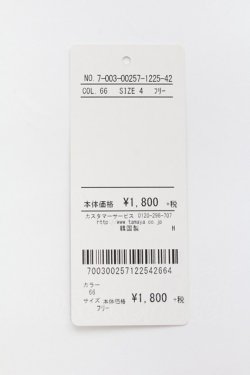 NO. 7-003-00257-1225-42
COL. 66 SIZE 4 フリー
本体価格 ¥1,800 +税
カスタマーサービス 0120-298-707
http://www.tamaya.co.jp
韓国製 H
700300257122542664
カラー
66
サイズ 本体価格 ¥1,800 +税
フリー